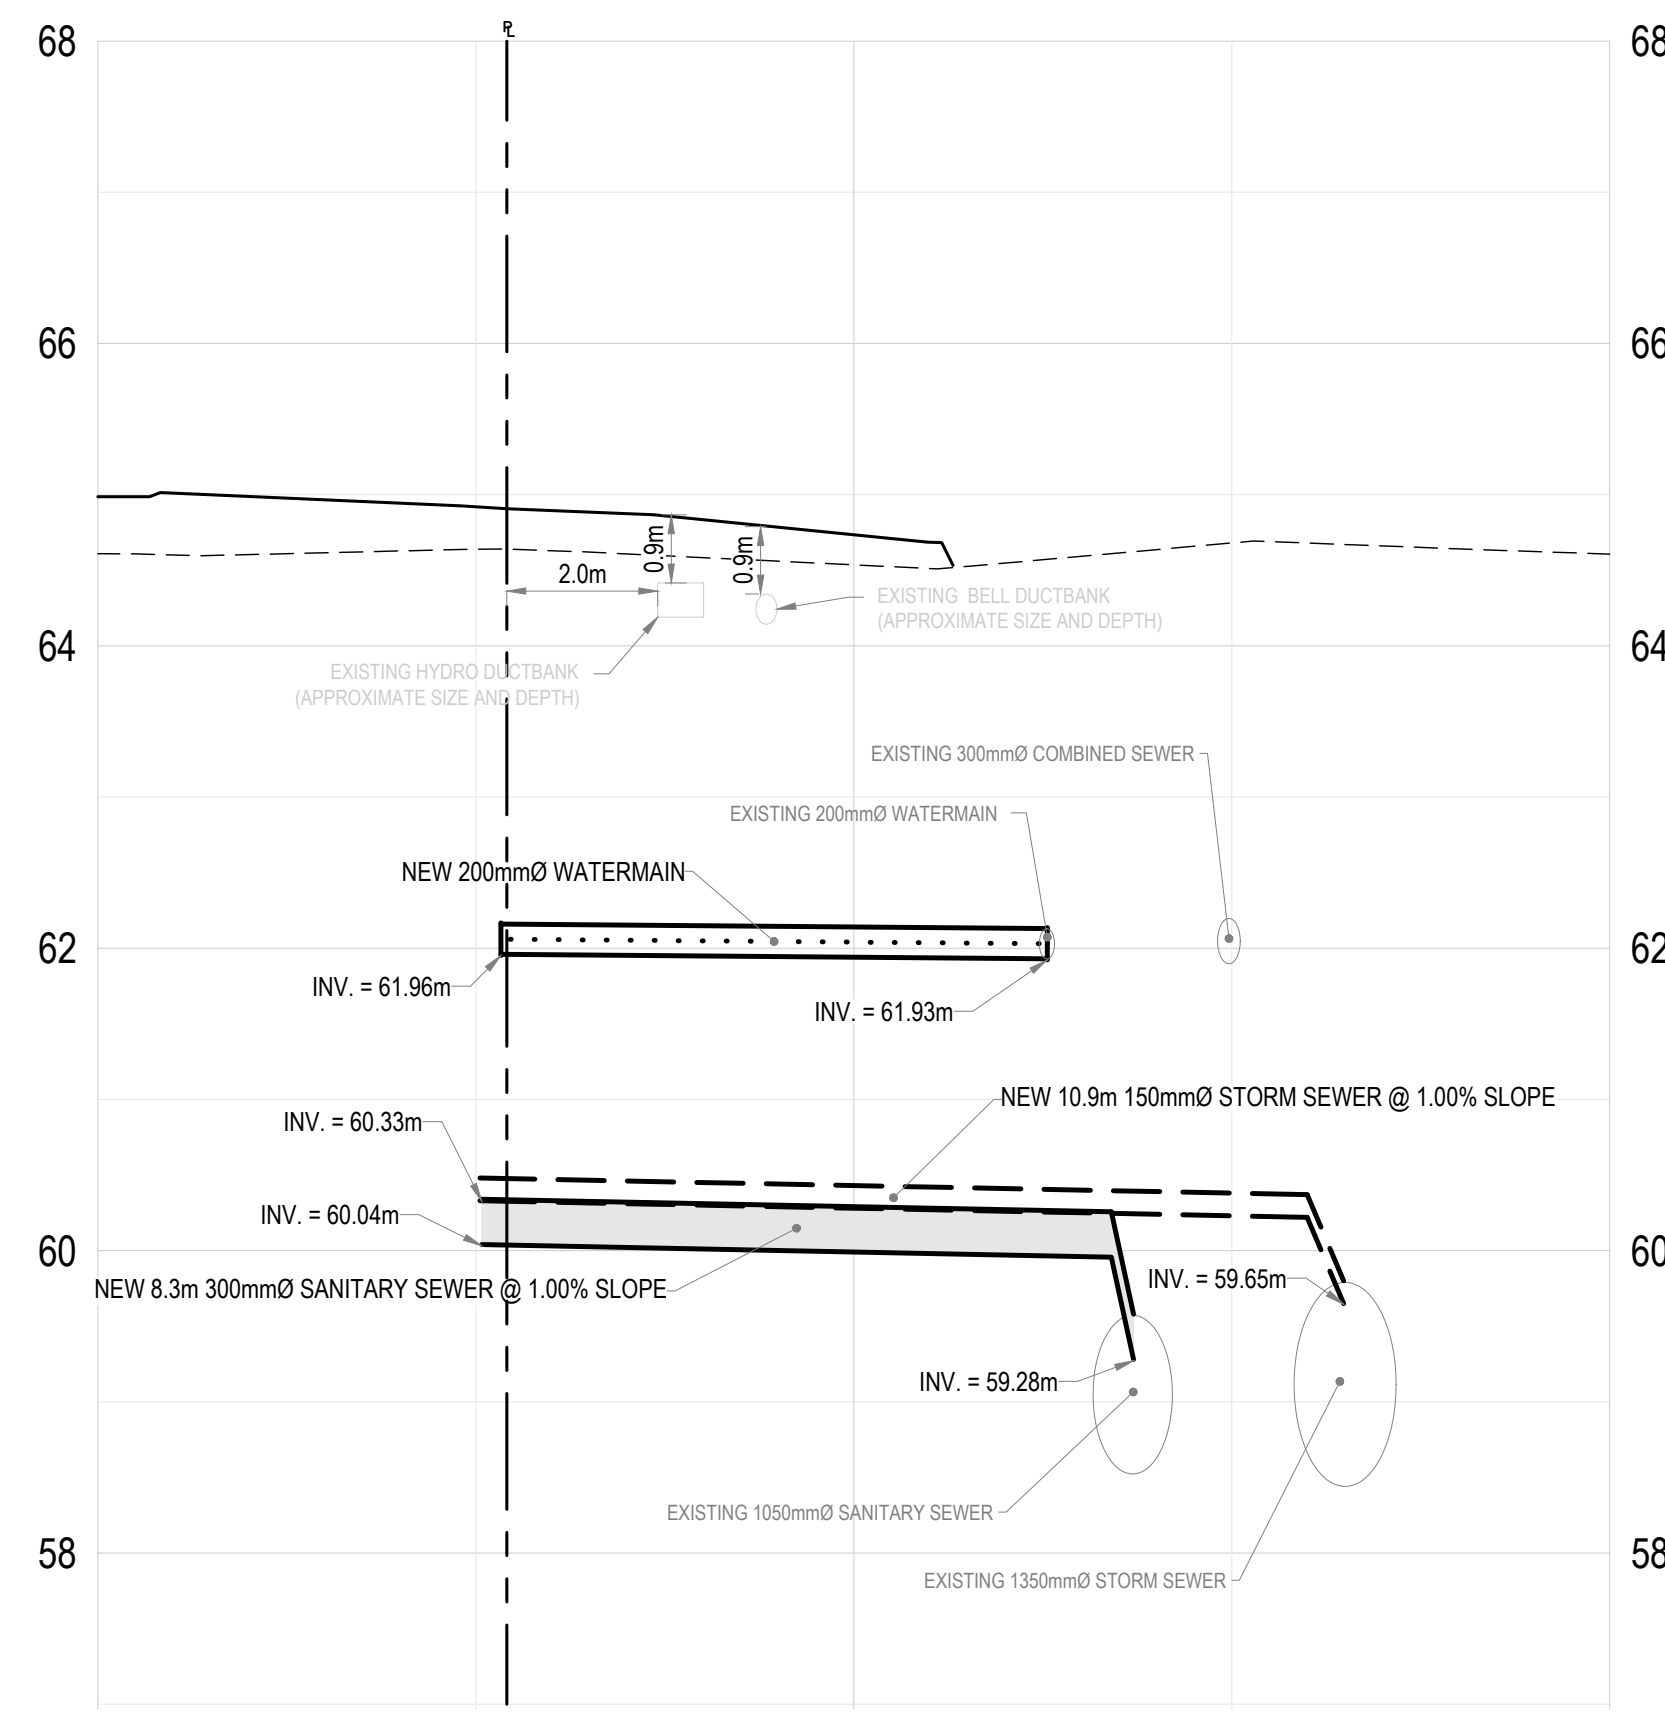 PL
68 68
66 66
0.9m
0.9m
2.0m
EXISTING BELL DUCTBANK
(APPROXIMATE SIZE AND DEPTH)
64 64
EXISTING HYDRO DUCTBANK
(APPROXIMATE SIZE AND DEPTH)
EXISTING 300mmØ COMBINED SEWER
EXISTING 200mmØ WATERMAIN
NEW 200mmØ WATERMAIN
62 62
INV. = 61.96m
INV. = 61.93m
NEW 10.9m 150mmØ STORM SEWER @ 1.00% SLOPE
INV. = 60.33m
INV. = 60.04m
60 60
INV. = 59.65m
NEW 8.3m 300mmØ SANITARY SEWER @ 1.00% SLOPE
INV. = 59.28m
EXISTING 1050mmØ SANITARY SEWER
58 58
EXISTING 1350mmØ STORM SEWER